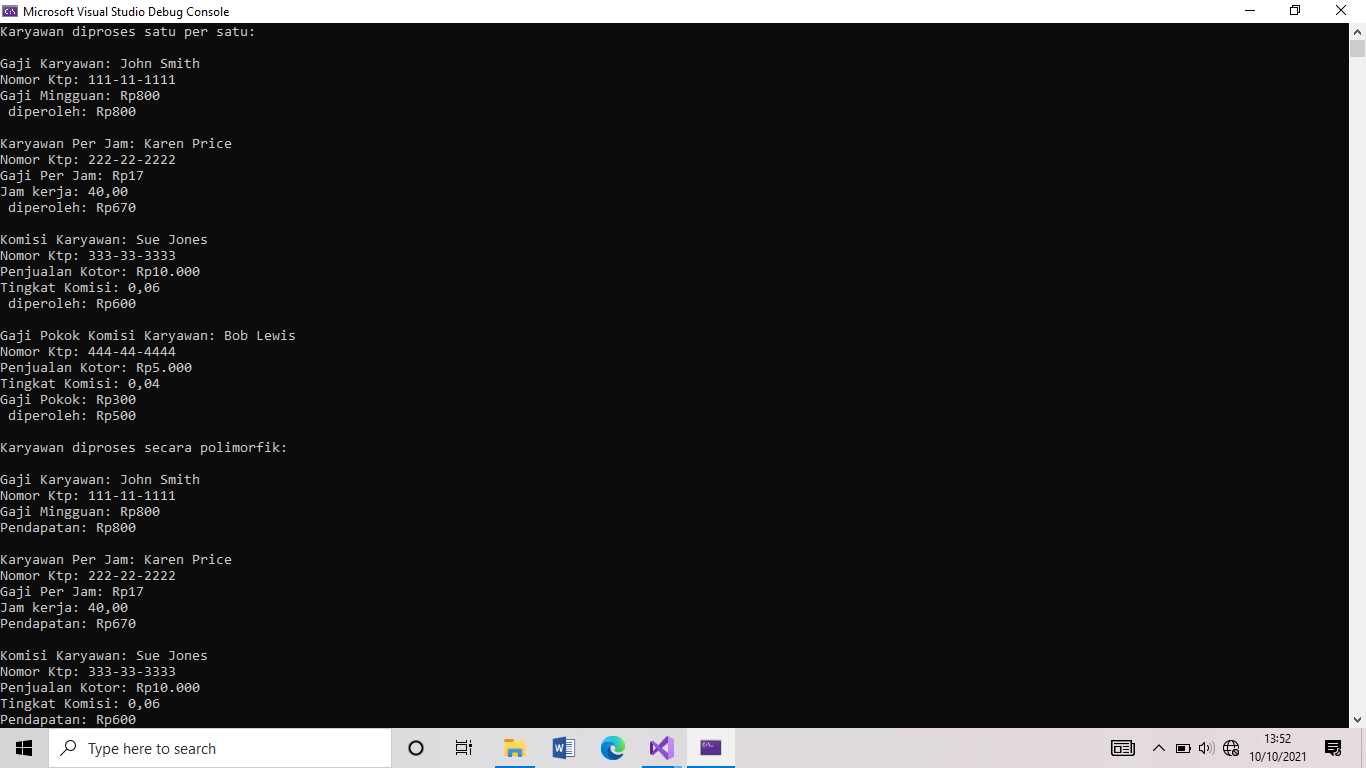 Microsoft Visual Studio Debug Console
Karyawan diproses satu per satu:
Gaji Karyawan: John Smith
Nomor Ktp: 111-11-1111
Gaji Mingguan: Rp800
diperoleh: Rp800
Karyawan Per Jam: Karen Price
Nomor Ktp: 222-22-2222
Gaji Per Jam: Rp17
Jam kerja: 40,00
diperoleh: Rp670
Komisi Karyawan: Sue Jones
Nomor Ktp: 333-33-3333
Penjualan Kotor: Rp10.000
Tingkat Komisi: 0,06
diperoleh: Rp600
Gaji Pokok Komisi Karyawan: Bob Lewis
Nomor Ktp: 444-44-4444
Penjualan Kotor: Rp5.000
Tingkat Komisi: 0,04
Gaji Pokok: Rp300
diperoleh: Rp500
Karyawan diproses secara polimorfik:
Gaji Karyawan: John Smith
Nomor Ktp: 111-11-1111
Gaji Mingguan: Rp800
Pendapatan: Rp800
Karyawan Per Jam: Karen Price
Nomor Ktp: 222-22-2222
Gaji Per Jam: Rp17
Jam kerja: 40,00
Pendapatan: Rp670
Komisi Karyawan: Sue Jones
Nomor Ktp: 333-33-3333
Penjualan Kotor: Rp10.000
Tingkat Komisi: 0,06
Pendapatan: Rp600
Type here to search
13:52
10/10/2021